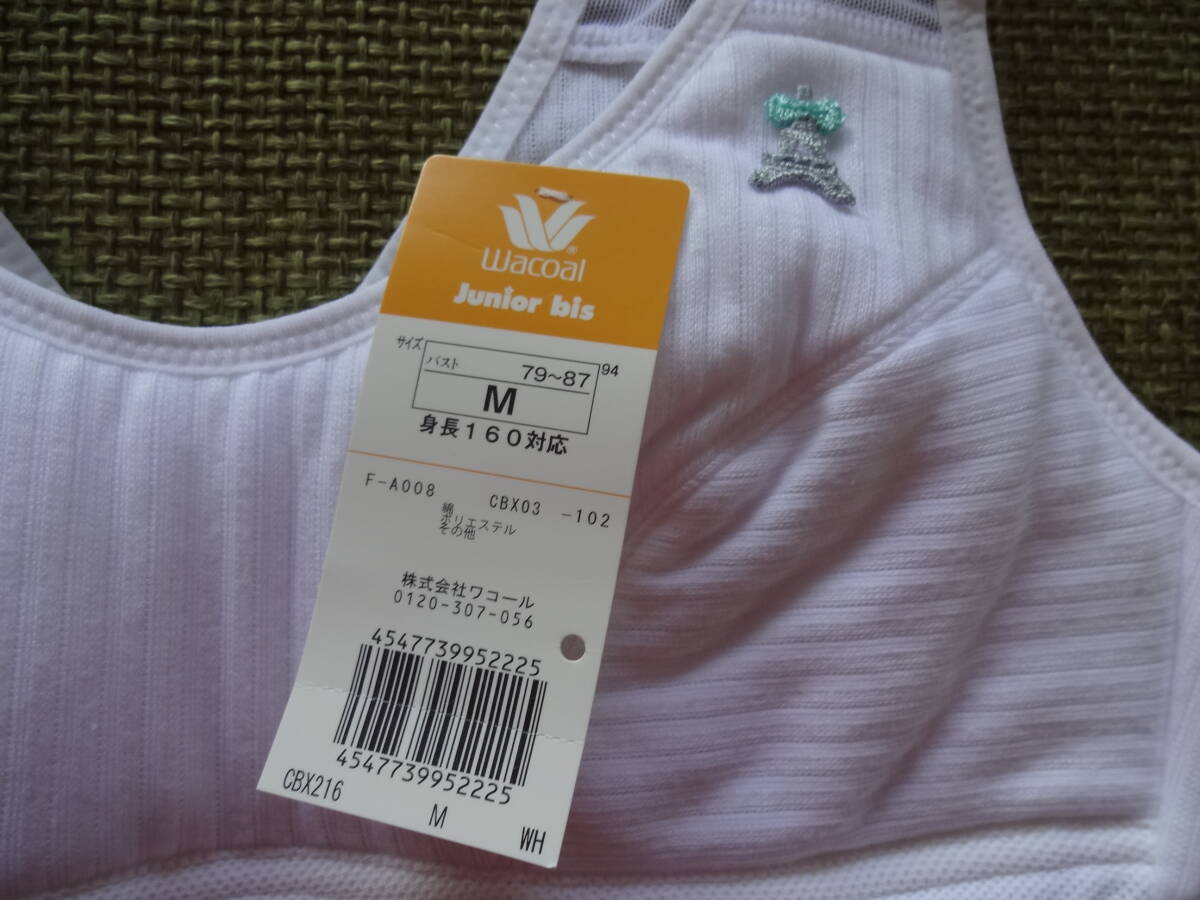 Wacoal®
Junior bis
サイズ
バスト 79～87 94
M
身長160対応
F-A008 CBX03 -102
綿
ポリエステル
その他
株式会社ワコール
0120-307-056
4547739952225
4547739952225
CBX216 M WH